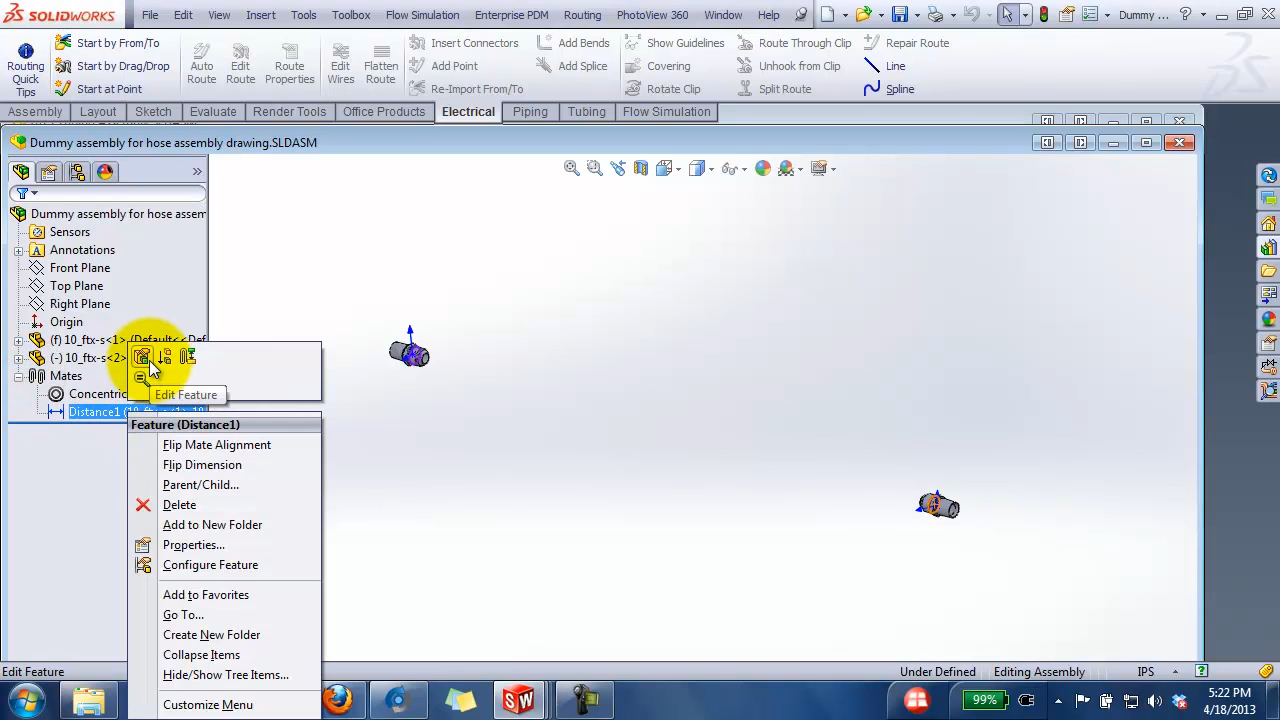 SOLIDWORKS File Edit View Insert Tools Toolbox Flow Simulation Enterprise PDM Routing PhotoView 360 Window Help Dummy ...
Routing Quick Tips
Start by From/To
Start by Drag/Drop
Start at Point
Auto Route
Edit Route
Route Properties
Edit Wires
Flatten Route
Insert Connectors
Add Point
Re-Import From/To
Add Bends
Add Splice
Show Guidelines
Covering
Rotate Clip
Route Through Clip
Unhook from Clip
Split Route
Repair Route
Line
Spline
Assembly Layout Sketch Evaluate Render Tools Office Products Electrical Piping Tubing Flow Simulation
Dummy assembly for hose assembly drawing.SLDASM
Dummy assembly for hose assem
Sensors
Annotations
Front Plane
Top Plane
Right Plane
Origin
(f) 10_ftx-s<1> (Default<<Def
(-) 10_ftx-s<2>
Mates
Concentric
Distance1
Edit Feature
Feature (Distance1)
Flip Mate Alignment
Flip Dimension
Parent/Child...
Delete
Add to New Folder
Properties...
Configure Feature
Add to Favorites
Go To...
Create New Folder
Collapse Items
Hide/Show Tree Items...
Customize Menu
Edit Feature Under Defined Editing Assembly IPS
99%
5:22 PM
4/18/2013